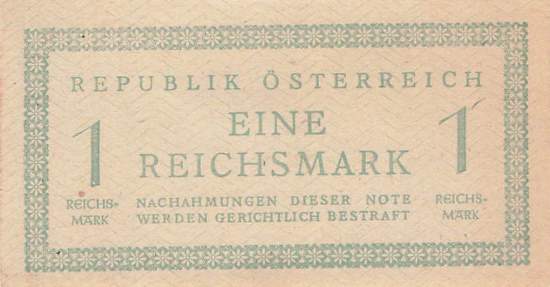 REPUBLIK ÖSTERREICH
1 EINE 1
REICHSMARK
REICHS- NACHAHMUNGEN DIESER NOTE REICHS-
MARK WERDEN GERICHTLICH BESTRAFT MARK